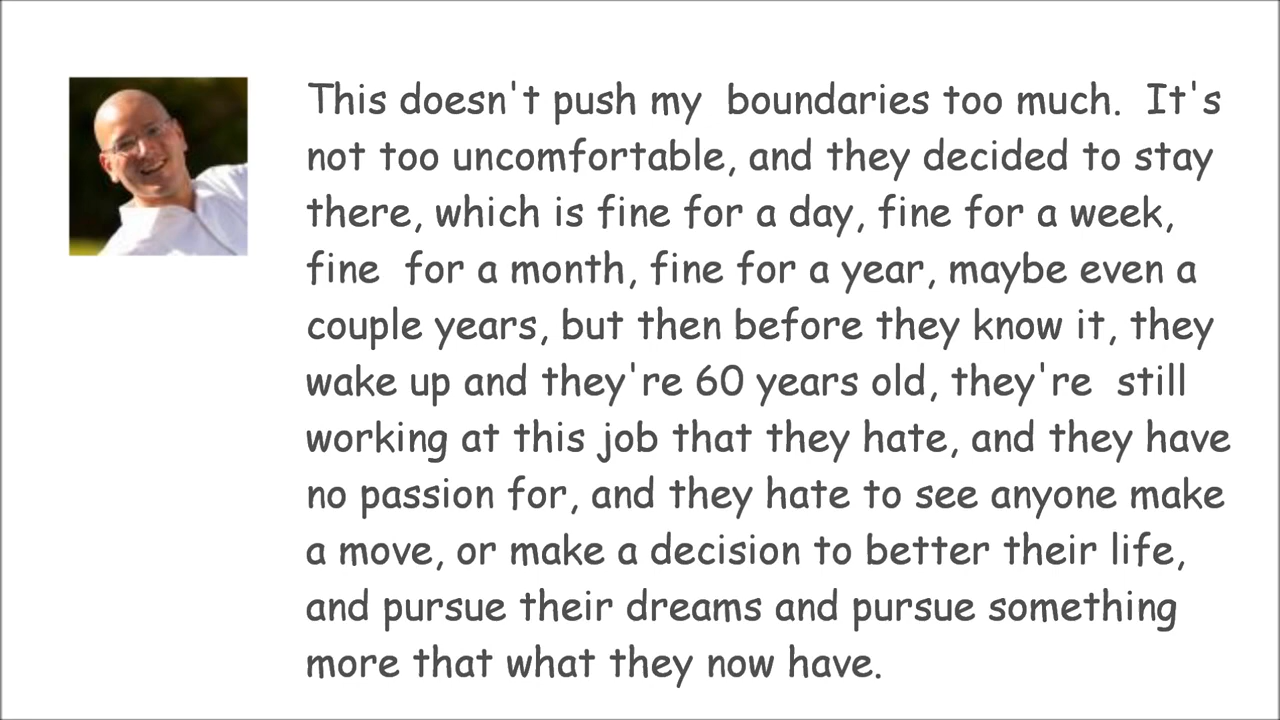 This doesn't push my  boundaries too much.  It's
not too uncomfortable, and they decided to stay
there, which is fine for a day, fine for a week,
fine  for a month, fine for a year, maybe even a
couple years, but then before they know it, they
wake up and they're 60 years old, they're  still
working at this job that they hate, and they have
no passion for, and they hate to see anyone make
a move, or make a decision to better their life,
and pursue their dreams and pursue something
more that what they now have.